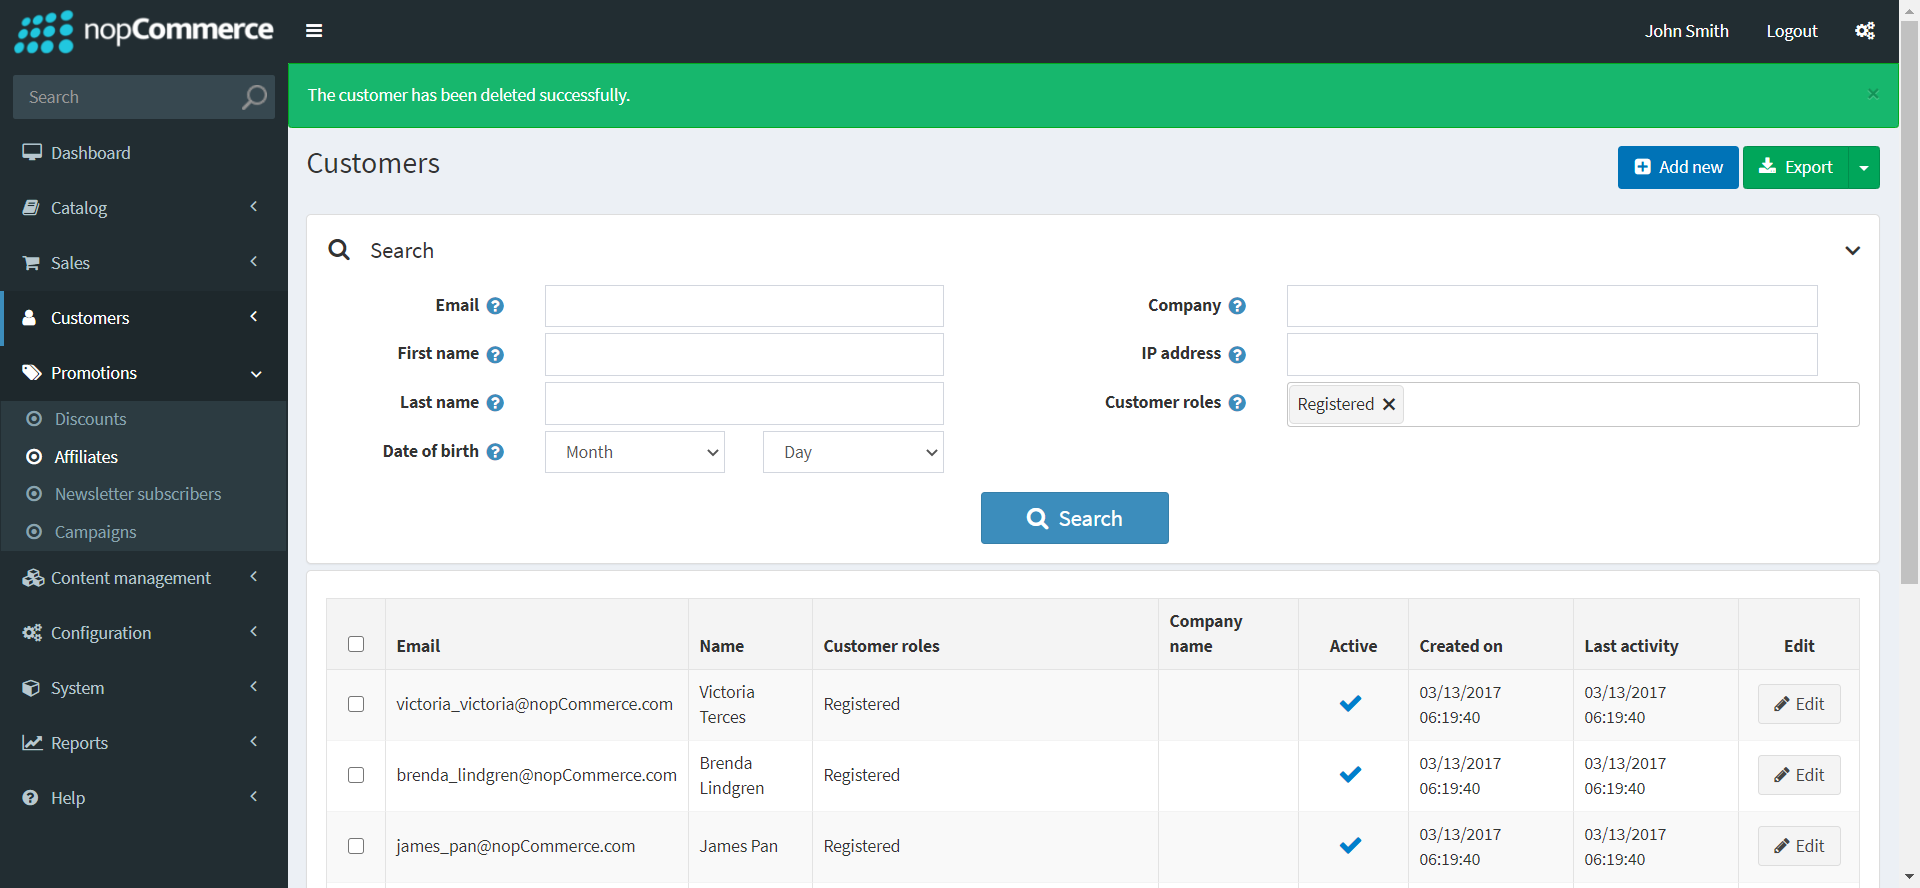 nopCommerce
John Smith
Logout
Search
The customer has been deleted successfully.
×
Dashboard
Catalog
Sales
Customers
Promotions
Discounts
Affiliates
Newsletter subscribers
Campaigns
Content management
Configuration
System
Reports
Help
Customers
Add new
Export
Search
Email ?
Company ?
First name ?
IP address ?
Last name ?
Customer roles ?
Registered ×
Date of birth ?
Month
Day
Search
Email
Name
Customer roles
Company
name
Active
Created on
Last activity
Edit
victoria_victoria@nopCommerce.com
Victoria
Terces
Registered
03/13/2017
06:19:40
03/13/2017
06:19:40
Edit
brenda_lindgren@nopCommerce.com
Brenda
Lindgren
Registered
03/13/2017
06:19:40
03/13/2017
06:19:40
Edit
james_pan@nopCommerce.com
James Pan
Registered
03/13/2017
06:19:40
03/13/2017
06:19:40
Edit